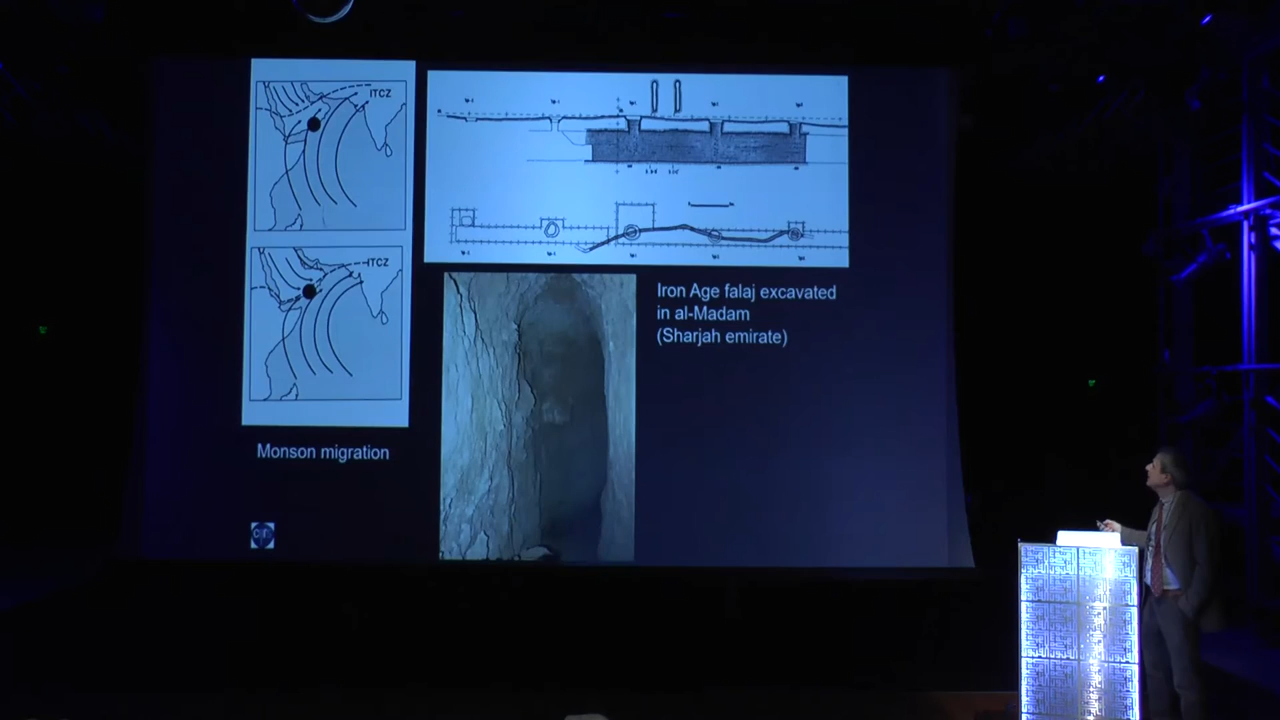 ITCZ
ITCZ
Monson migration
Iron Age falaj excavated
in al-Madam
(Sharjah emirate)